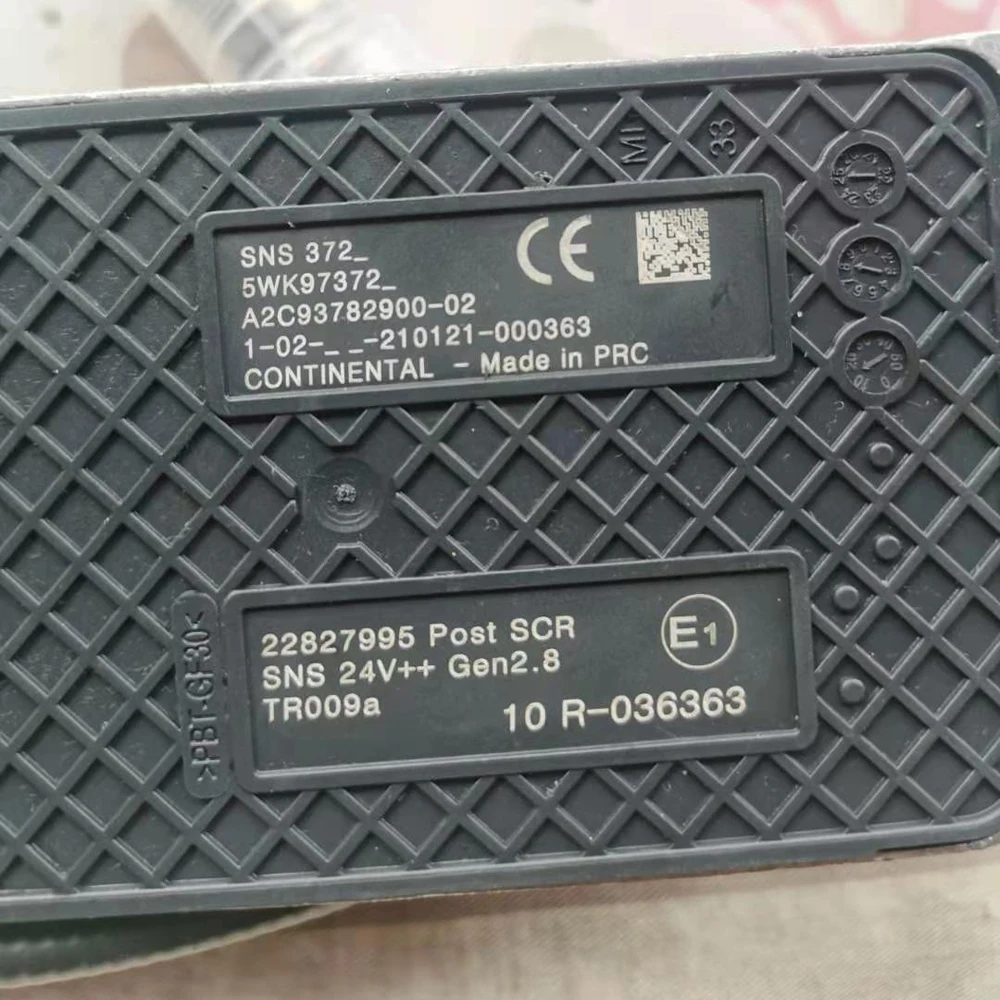 MI 33
SNS 372_
5WK97372_
A2C93782900-02
1-02-_ _-210121-000363
CONTINENTAL - Made in PRC
CE
>PBT-GF30<
22827995 Post SCR
SNS 24V++ Gen2.8
TR009a
E1
10 R-036363